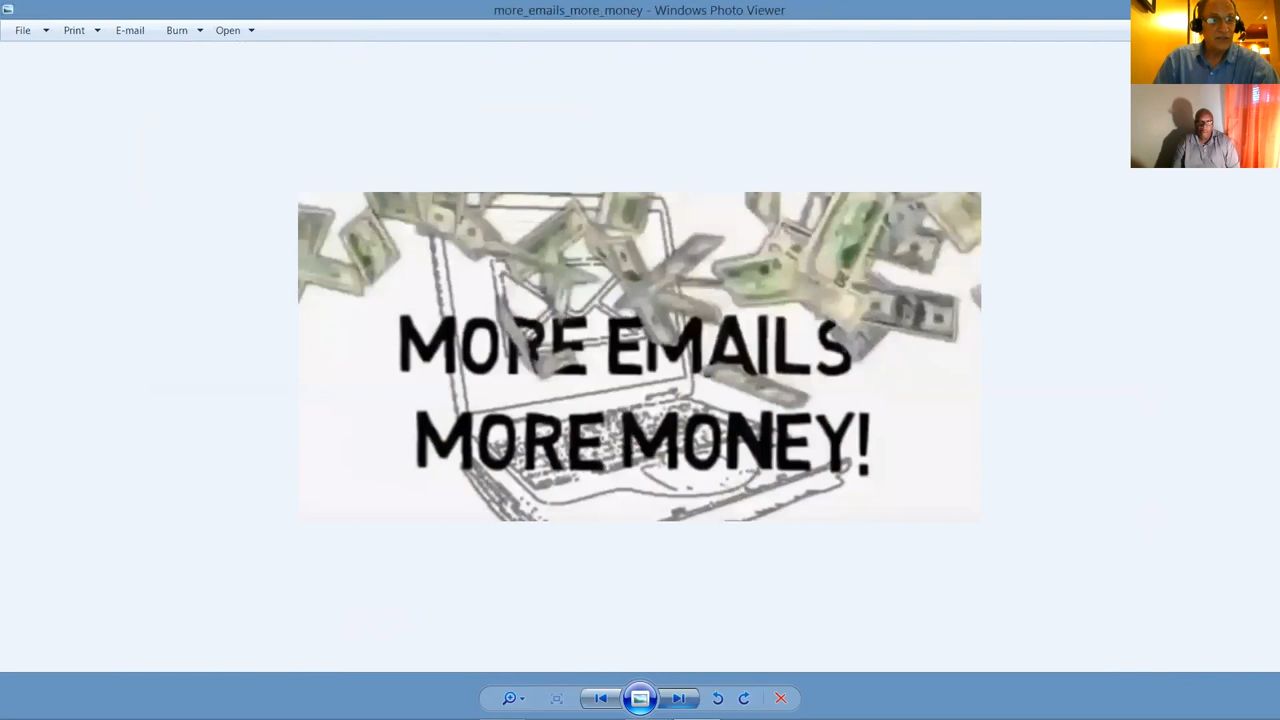 more_emails_more_money - Windows Photo Viewer
File Print E-mail Burn Open
MORE EMAILS
MORE MONEY!